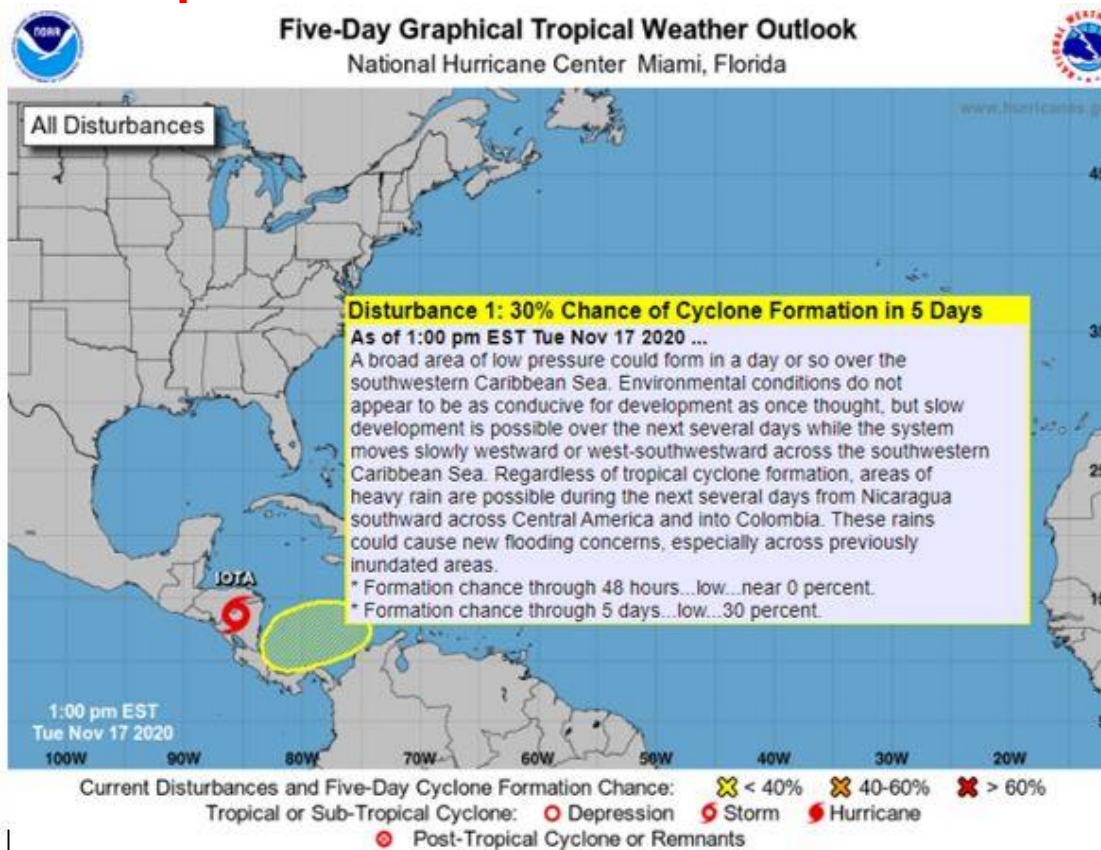 Five-Day Graphical Tropical Weather Outlook
National Hurricane Center Miami, Florida
NOAA
All Disturbances
www.hurricanes.g
Disturbance 1: 30% Chance of Cyclone Formation in 5 Days
As of 1:00 pm EST Tue Nov 17 2020 ...
A broad area of low pressure could form in a day or so over the
southwestern Caribbean Sea. Environmental conditions do not
appear to be as conducive for development as once thought, but slow
development is possible over the next several days while the system
moves slowly westward or west-southwestward across the southwestern
Caribbean Sea. Regardless of tropical cyclone formation, areas of
heavy rain are possible during the next several days from Nicaragua
southward across Central America and into Colombia. These rains
could cause new flooding concerns, especially across previously
inundated areas.
* Formation chance through 48 hours...low...near 0 percent.
* Formation chance through 5 days...low...30 percent.
IOTA
1:00 pm EST
Tue Nov 17 2020
100W 90W 80W 70W 60W 50W 40W 30W 20W
Current Disturbances and Five-Day Cyclone Formation Chance: < 40% 40-60% > 60%
Tropical or Sub-Tropical Cyclone: Depression Storm Hurricane
Post-Tropical Cyclone or Remnants